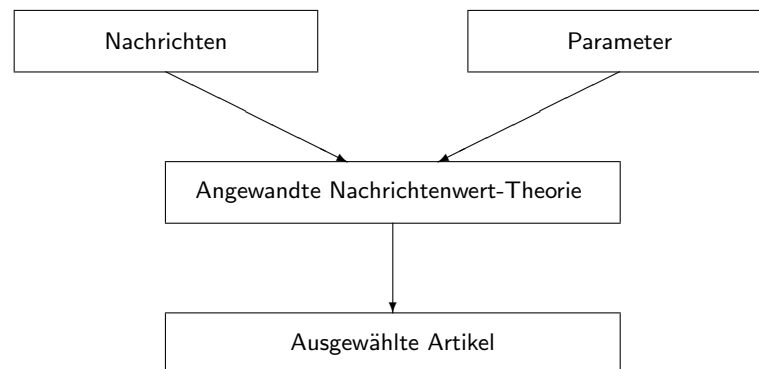 Nachrichten
Parameter
Angewandte Nachrichtenwert-Theorie
Ausgewählte Artikel